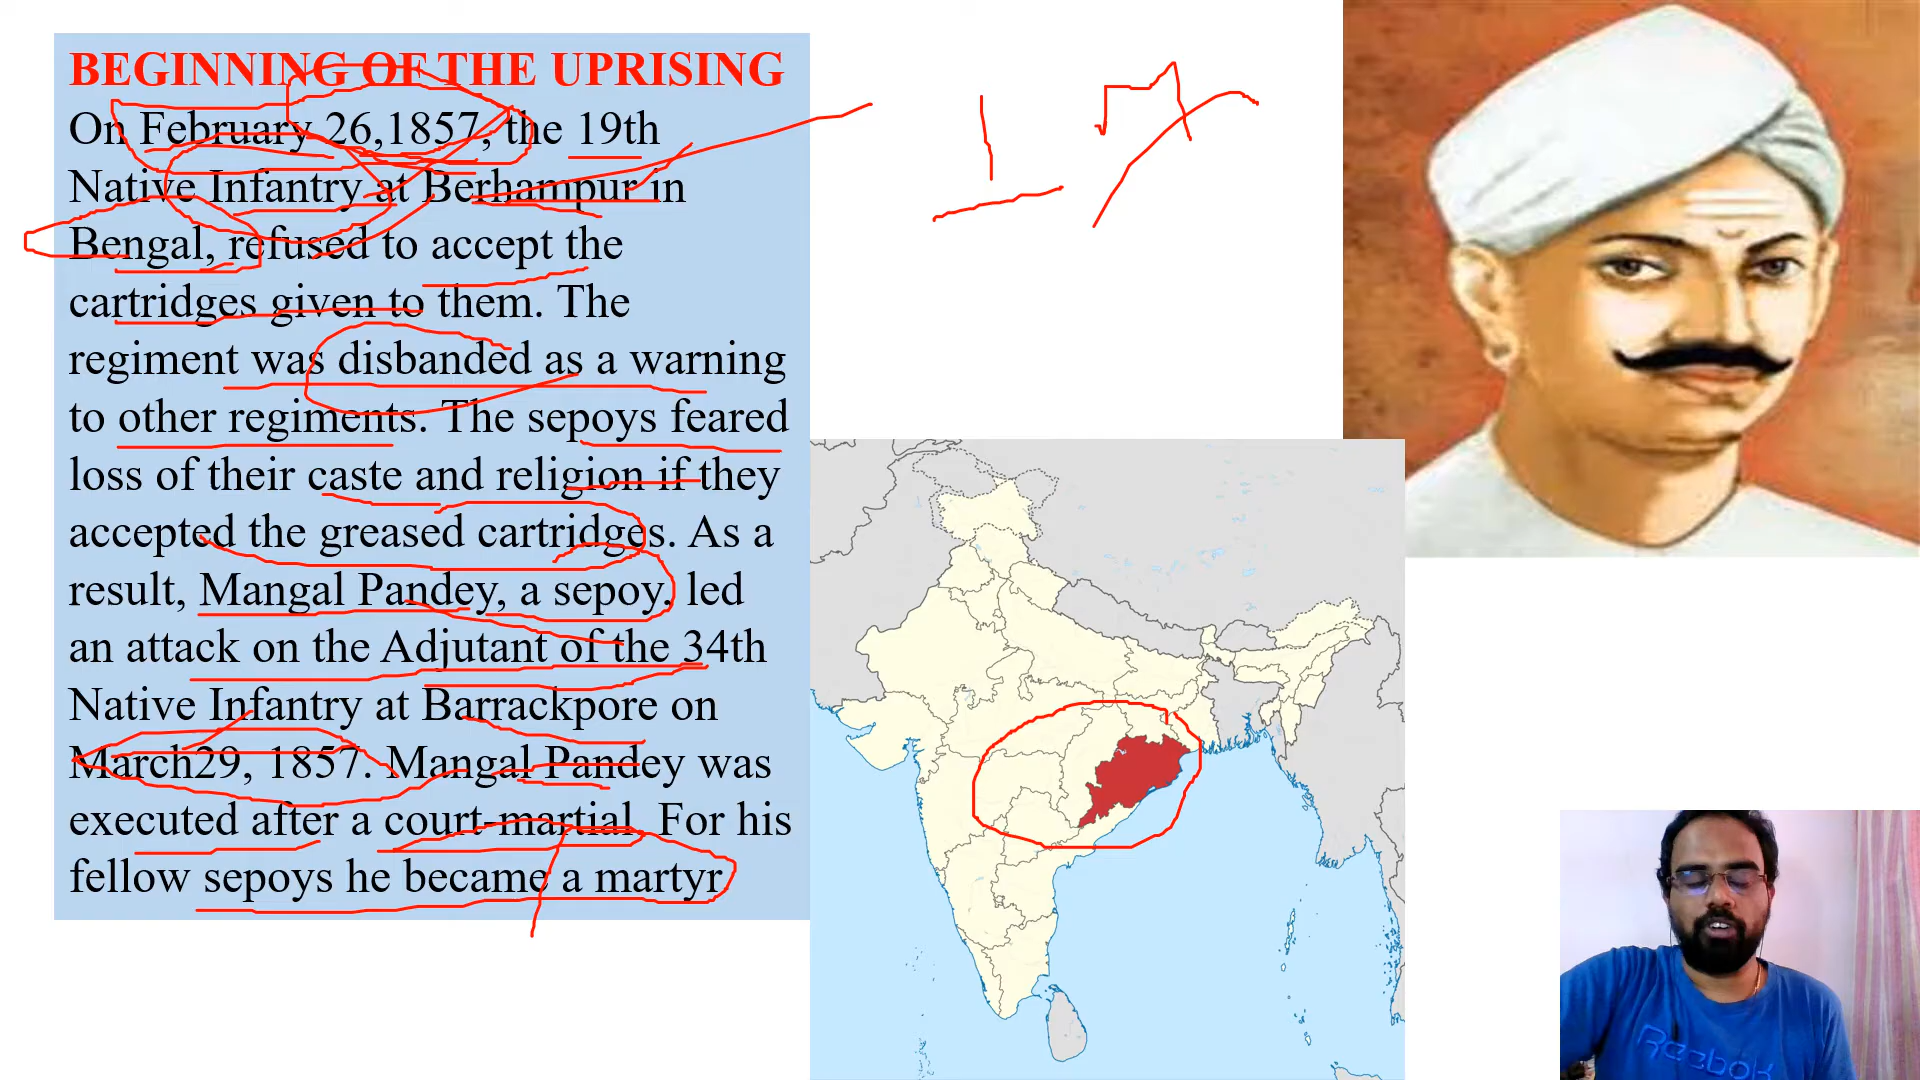 BEGINNING OF THE UPRISING
On February 26,1857, the 19th
Native Infantry at Berhampur in
Bengal, refused to accept the
cartridges given to them. The
regiment was disbanded as a warning
to other regiments. The sepoys feared
loss of their caste and religion if they
accepted the greased cartridges. As a
result, Mangal Pandey, a sepoy, led
an attack on the Adjutant of the 34th
Native Infantry at Barrackpore on
March29, 1857. Mangal Pandey was
executed after a court-martial. For his
fellow sepoys he became a martyr
Reebok